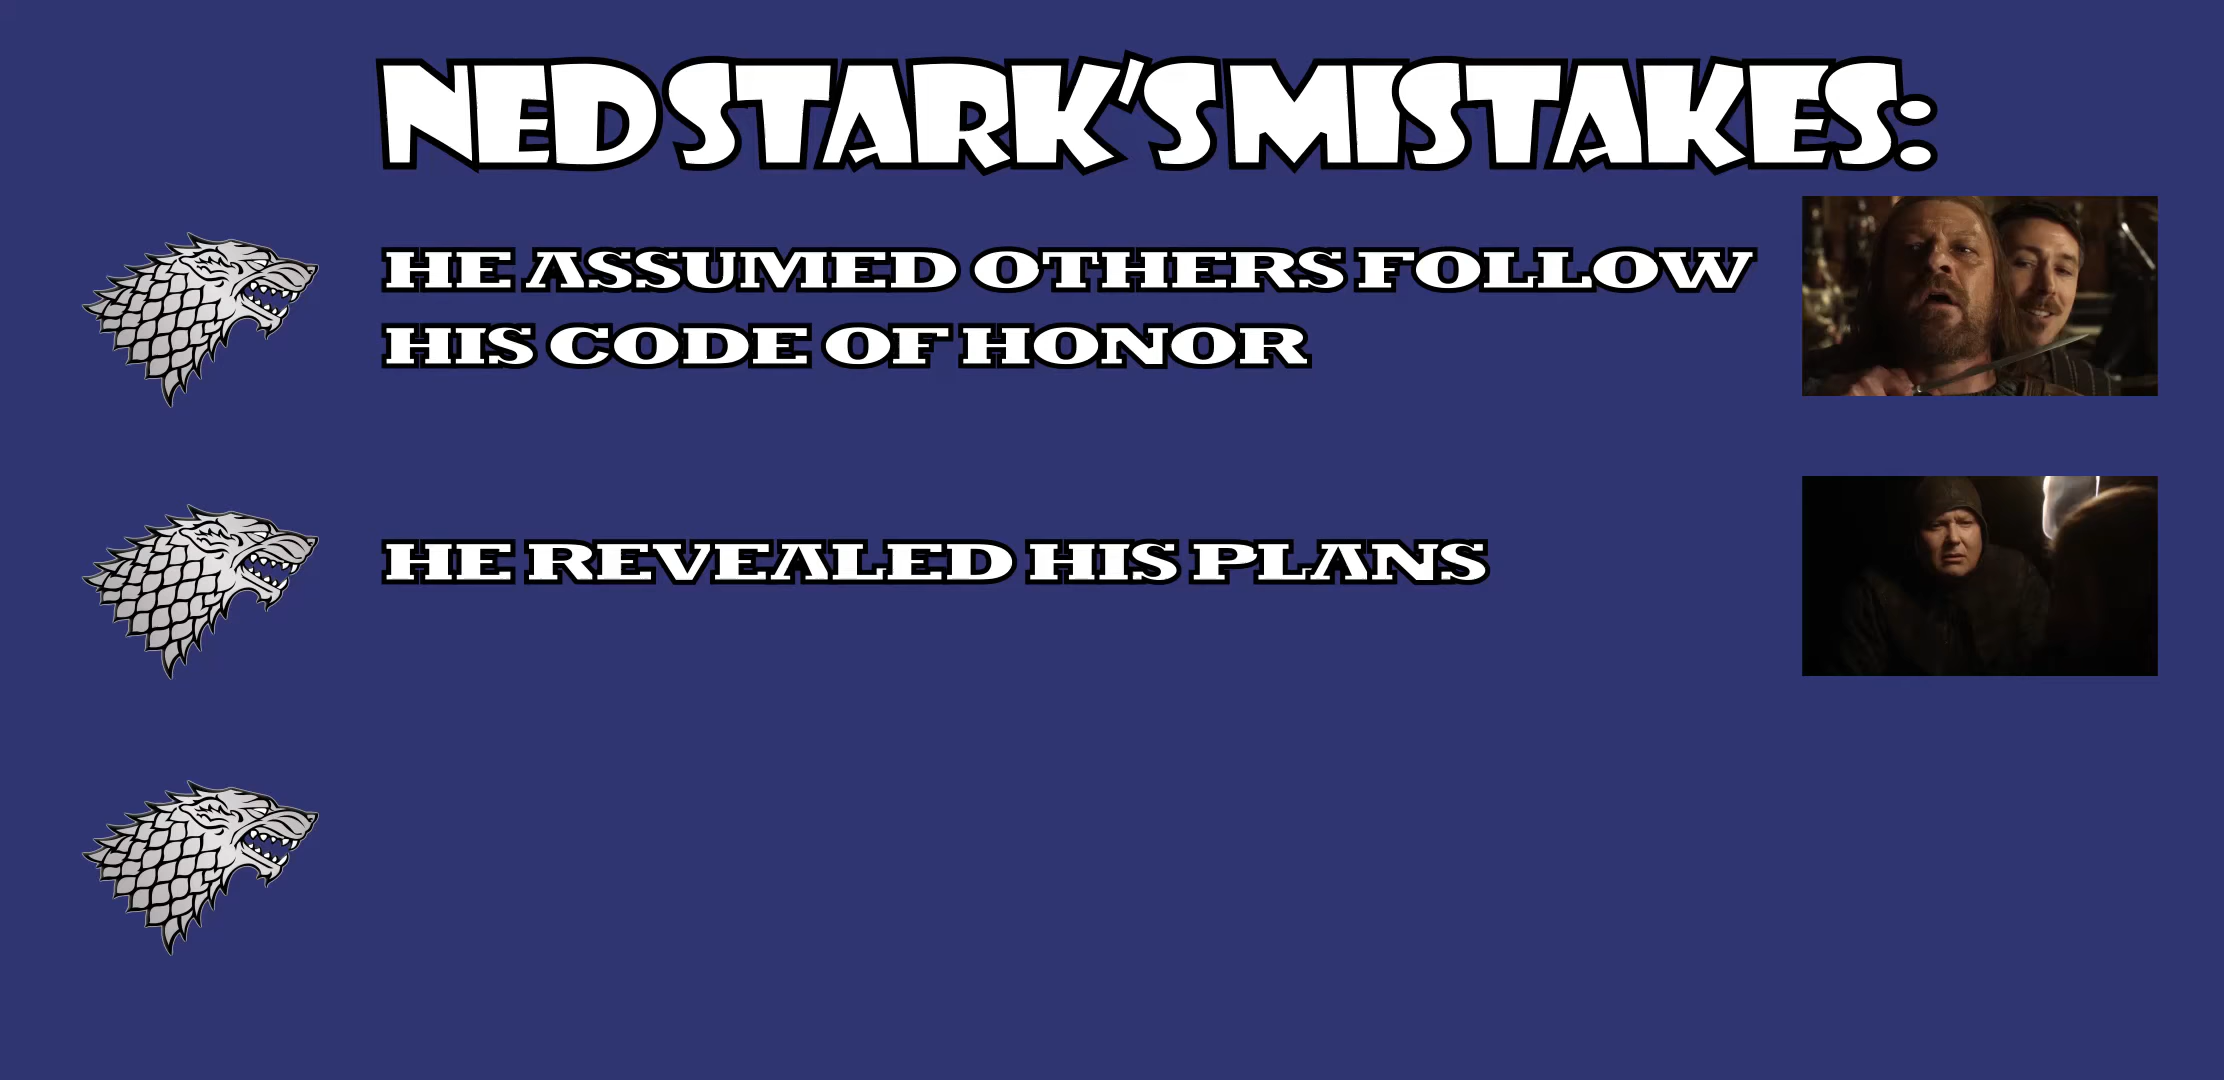 NED STARK'S MISTAKES:
HE ASSUMED OTHERS FOLLOW
HIS CODE OF HONOR
HE REVEALED HIS PLANS